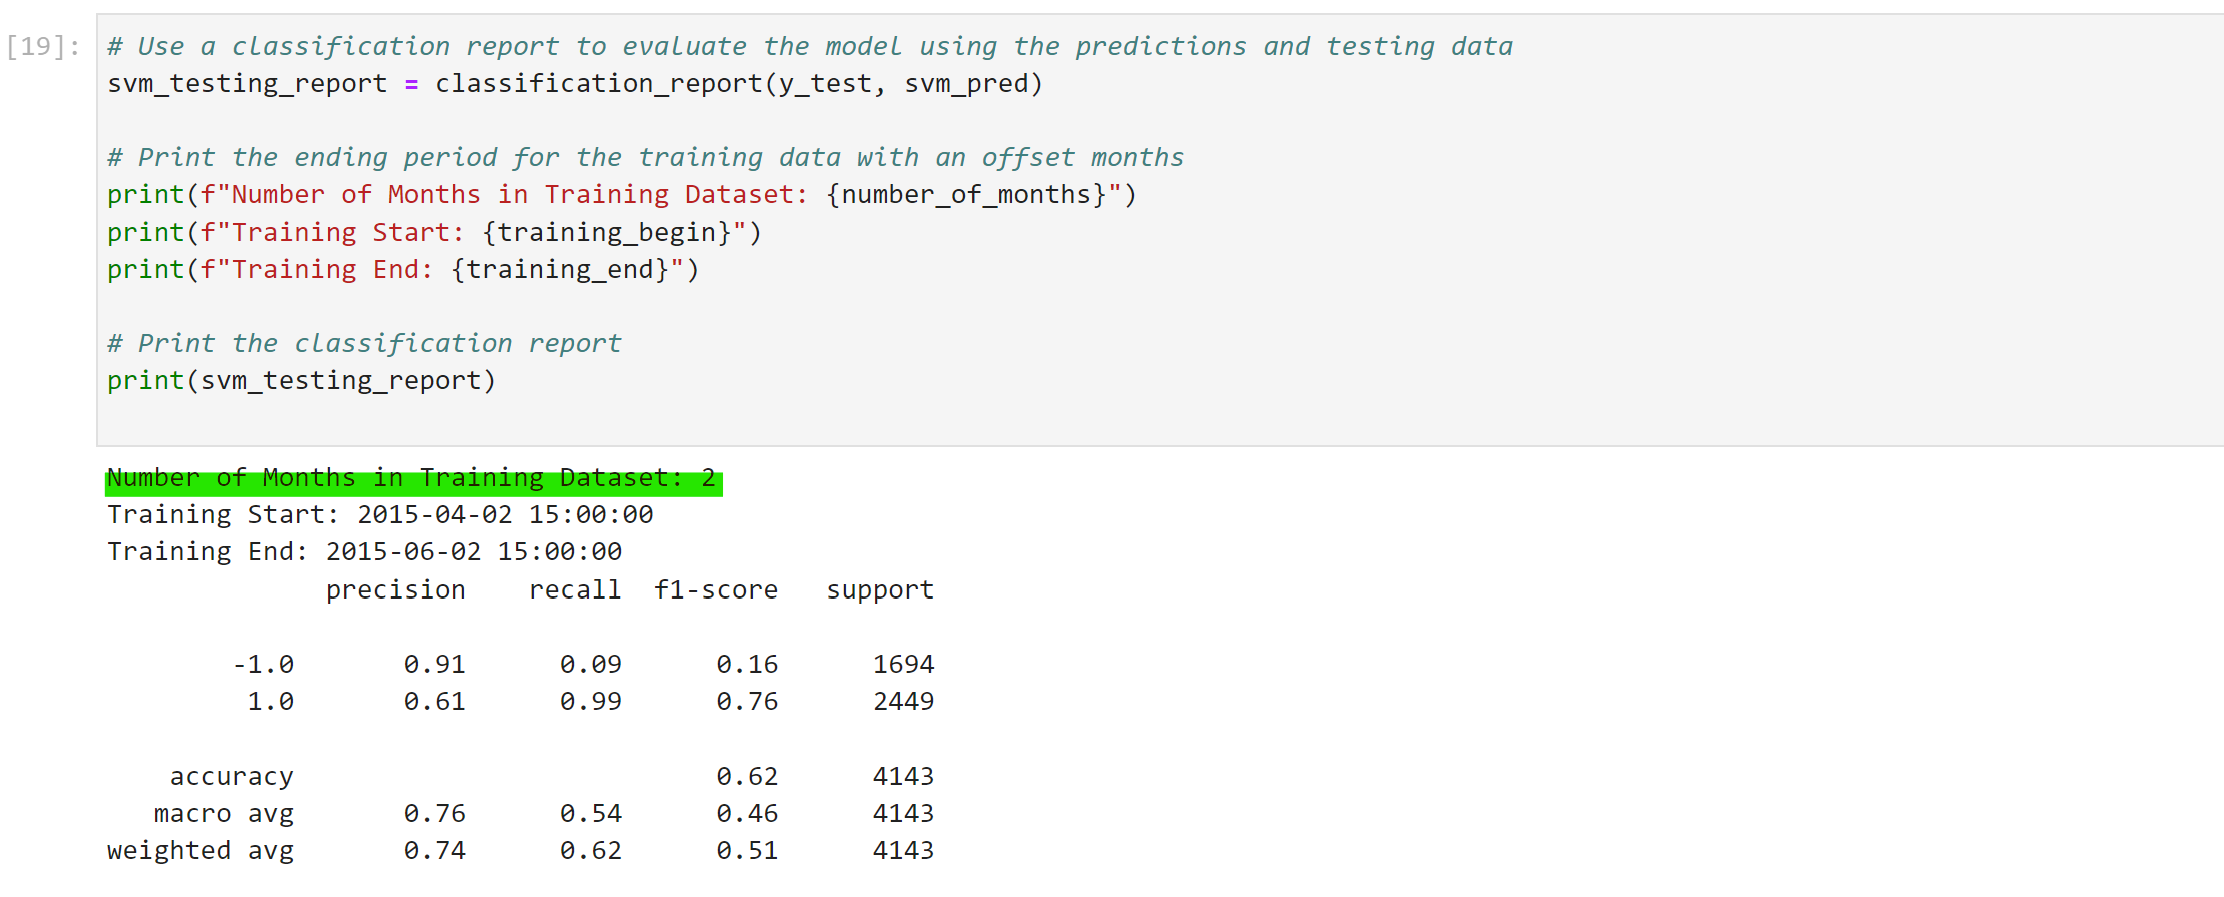 [19]: # Use a classification report to evaluate the model using the predictions and testing data
svm_testing_report = classification_report(y_test, svm_pred)
# Print the ending period for the training data with an offset months
print(f"Number of Months in Training Dataset: {number_of_months}")
print(f"Training Start: {training_begin}")
print(f"Training End: {training_end}")
# Print the classification report
print(svm_testing_report)
Number of Months in Training Dataset: 2
Training Start: 2015-04-02 15:00:00
Training End: 2015-06-02 15:00:00
precision recall f1-score support
-1.0 0.91 0.09 0.16 1694
1.0 0.61 0.99 0.76 2449
accuracy 0.62 4143
macro avg 0.76 0.54 0.46 4143
weighted avg 0.74 0.62 0.51 4143